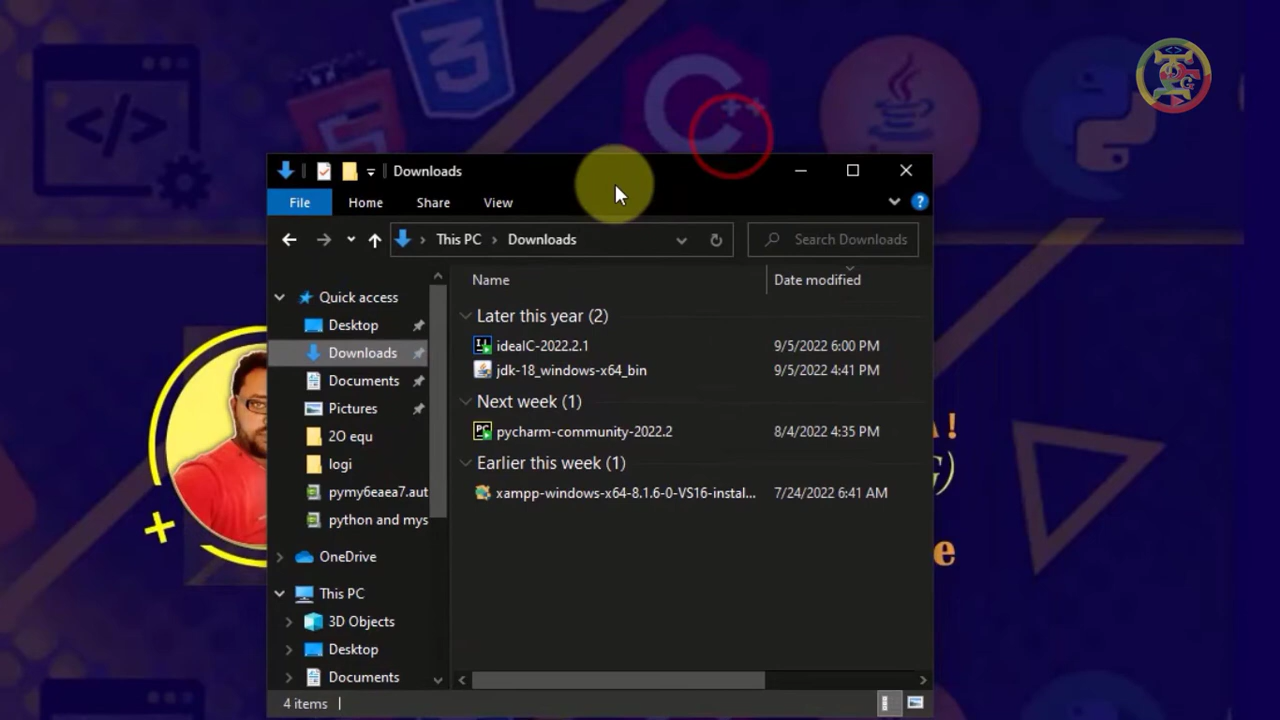 Downloads
File Home Share View
This PC Downloads
Search Downloads
Name Date modified
Quick access
Desktop
Downloads
Documents
Pictures
2O equ
logi
pymy6eaea7.aut
python and mys
OneDrive
This PC
3D Objects
Desktop
Documents
Later this year (2)
ideaIC-2022.2.1 9/5/2022 6:00 PM
jdk-18_windows-x64_bin 9/5/2022 4:41 PM
Next week (1)
pycharm-community-2022.2 8/4/2022 4:35 PM
Earlier this week (1)
xampp-windows-x64-8.1.6-0-VS16-instal... 7/24/2022 6:41 AM
4 items